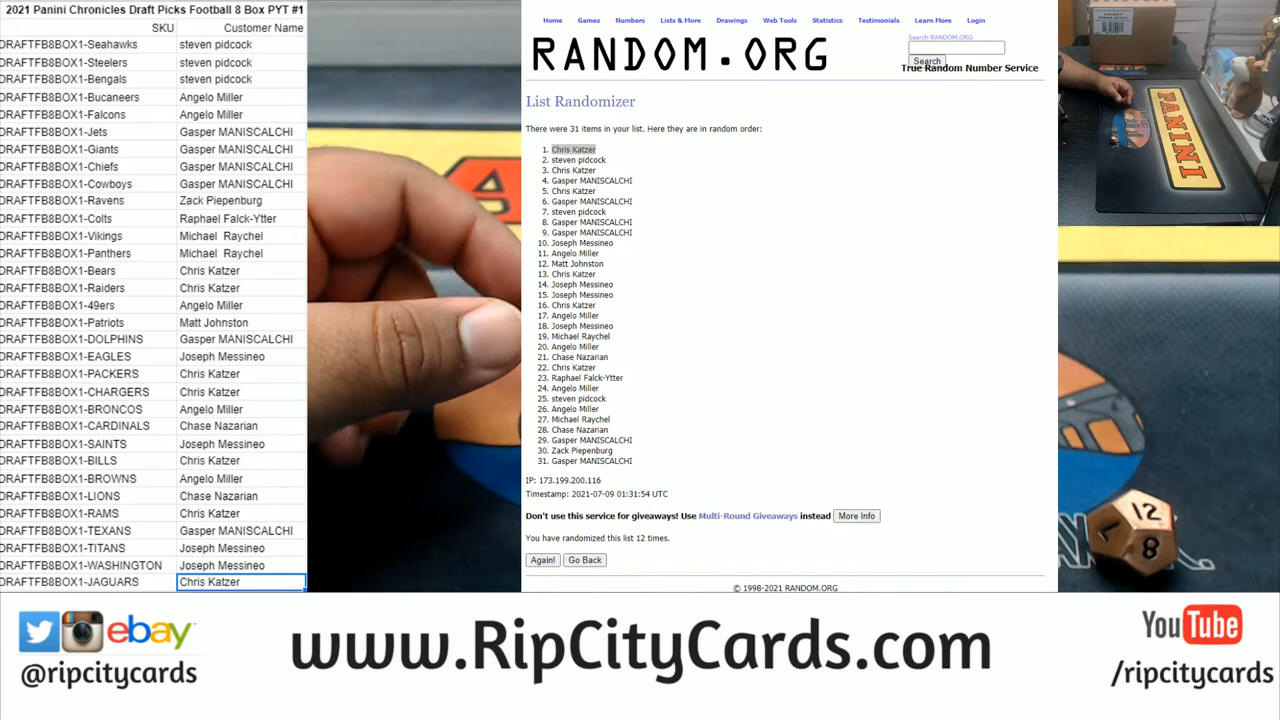 2021 Panini Chronicles Draft Picks Football 8 Box PYT #1
SKU Customer Name
DRAFTFB8BOX1-Seahawks steven pidcock
DRAFTFB8BOX1-Steelers steven pidcock
DRAFTFB8BOX1-Bengals steven pidcock
DRAFTFB8BOX1-Bucaneers Angelo Miller
DRAFTFB8BOX1-Falcons Angelo Miller
DRAFTFB8BOX1-Jets Gasper MANISCALCHI
DRAFTFB8BOX1-Giants Gasper MANISCALCHI
DRAFTFB8BOX1-Chiefs Gasper MANISCALCHI
DRAFTFB8BOX1-Cowboys Gasper MANISCALCHI
DRAFTFB8BOX1-Ravens Zack Piepenburg
DRAFTFB8BOX1-Colts Raphael Falck-Ytter
DRAFTFB8BOX1-Vikings Michael Raychel
DRAFTFB8BOX1-Panthers Michael Raychel
DRAFTFB8BOX1-Bears Chris Katzer
DRAFTFB8BOX1-Raiders Chris Katzer
DRAFTFB8BOX1-49ers Angelo Miller
DRAFTFB8BOX1-Patriots Matt Johnston
DRAFTFB8BOX1-DOLPHINS Gasper MANISCALCHI
DRAFTFB8BOX1-EAGLES Joseph Messineo
DRAFTFB8BOX1-PACKERS Chris Katzer
DRAFTFB8BOX1-CHARGERS Chris Katzer
DRAFTFB8BOX1-BRONCOS Angelo Miller
DRAFTFB8BOX1-CARDINALS Chase Nazarian
DRAFTFB8BOX1-SAINTS Joseph Messineo
DRAFTFB8BOX1-BILLS Chris Katzer
DRAFTFB8BOX1-BROWNS Angelo Miller
DRAFTFB8BOX1-LIONS Chase Nazarian
DRAFTFB8BOX1-RAMS Chris Katzer
DRAFTFB8BOX1-TEXANS Gasper MANISCALCHI
DRAFTFB8BOX1-TITANS Joseph Messineo
DRAFTFB8BOX1-WASHINGTON Joseph Messineo
DRAFTFB8BOX1-JAGUARS Chris Katzer
Home Games Numbers Lists & More Drawings Web Tools Statistics Testimonials Learn More Login
RANDOM.ORG
Search RANDOM.ORG
Search
True Random Number Service
List Randomizer
There were 31 items in your list. Here they are in random order:
1. Chris Katzer
2. steven pidcock
3. Chris Katzer
4. Gasper MANISCALCHI
5. Chris Katzer
6. Gasper MANISCALCHI
7. steven pidcock
8. Gasper MANISCALCHI
9. Gasper MANISCALCHI
10. Joseph Messineo
11. Angelo Miller
12. Matt Johnston
13. Chris Katzer
14. Joseph Messineo
15. Joseph Messineo
16. Chris Katzer
17. Angelo Miller
18. Joseph Messineo
19. Michael Raychel
20. Angelo Miller
21. Chase Nazarian
22. Chris Katzer
23. Raphael Falck-Ytter
24. Angelo Miller
25. steven pidcock
26. Angelo Miller
27. Michael Raychel
28. Chase Nazarian
29. Gasper MANISCALCHI
30. Zack Piepenburg
31. Gasper MANISCALCHI
IP: 173.199.200.116
Timestamp: 2021-07-09 01:31:54 UTC
Don't use this service for giveaways! Use Multi-Round Giveaways instead More Info
You have randomized this list 12 times.
Again! Go Back
© 1998-2021 RANDOM.ORG
PANINI
12
8
ebay
@ripcitycards
www.RipCityCards.com
YouTube
/ripcitycards